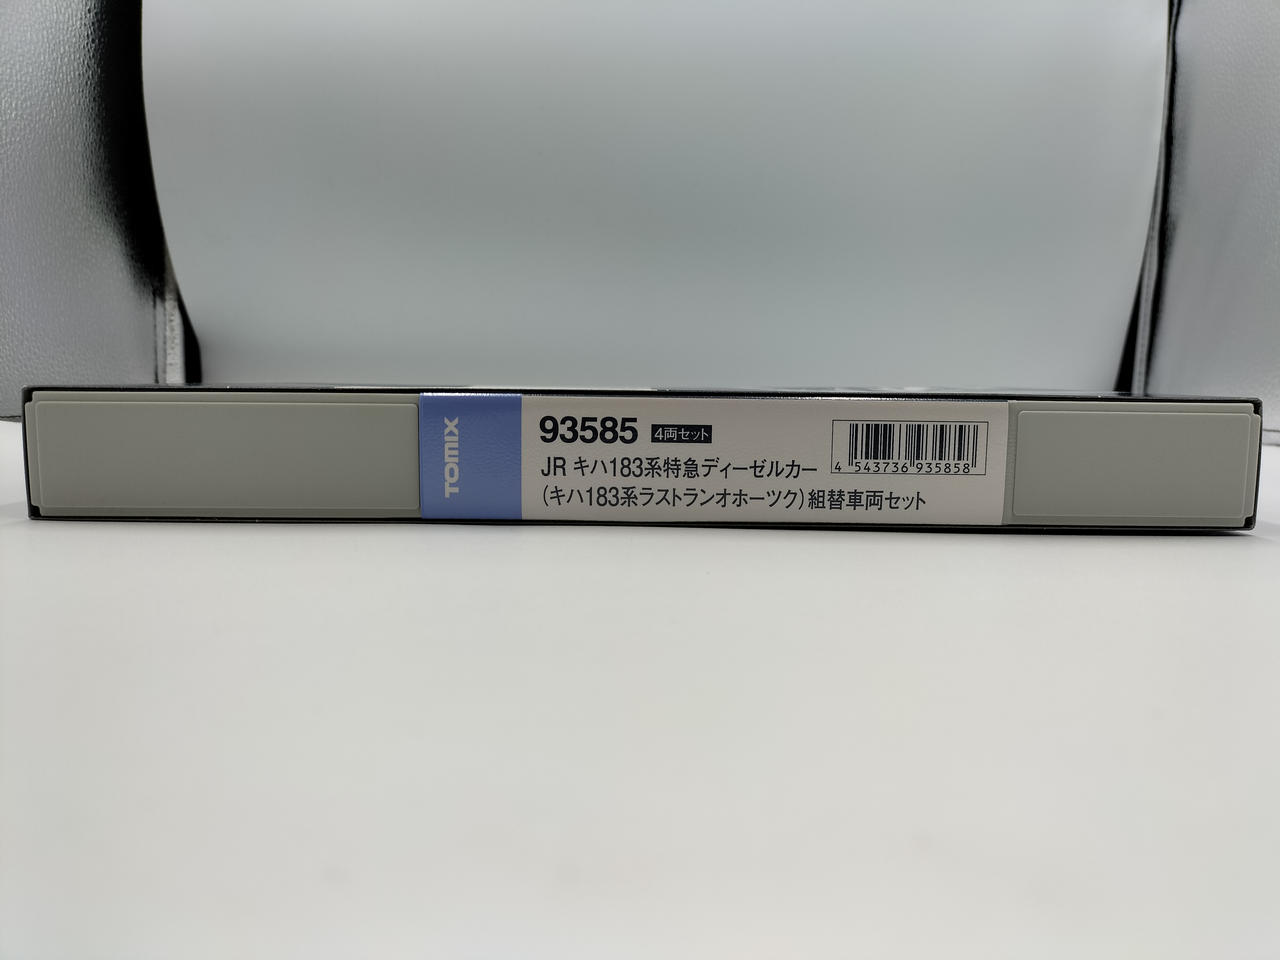 TOMIX
93585 4両セット
JR キハ183系特急ディーゼルカー
(キハ183系ラストランオホーツク)組替車両セット
4 543736 935858